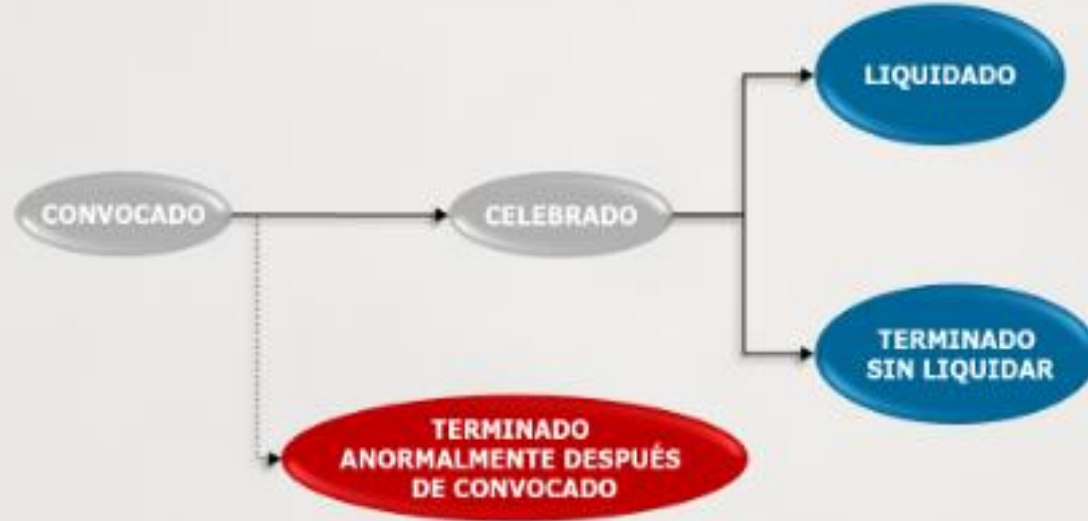 LIQUIDADO
CONVOCADO
CELEBRADO
TERMINADO
SIN LIQUIDAR
TERMINADO
ANORMALMENTE DESPUÉS
DE CONVOCADO